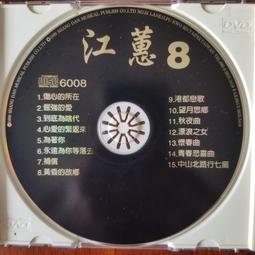 江蕙 8
6008
1.傷心的所在
2.倔強的愛
3.到底為啥代
4.心愛的緊返來
5.為著你
6.永遠為你等落去
7.補償
8.黃昏的故鄉
9.港都戀歌
10.望月思鄉
11.秋夜曲
12.漂浪之女
13.懷春曲
14.青春悲喜曲
15.中山北路行七擺